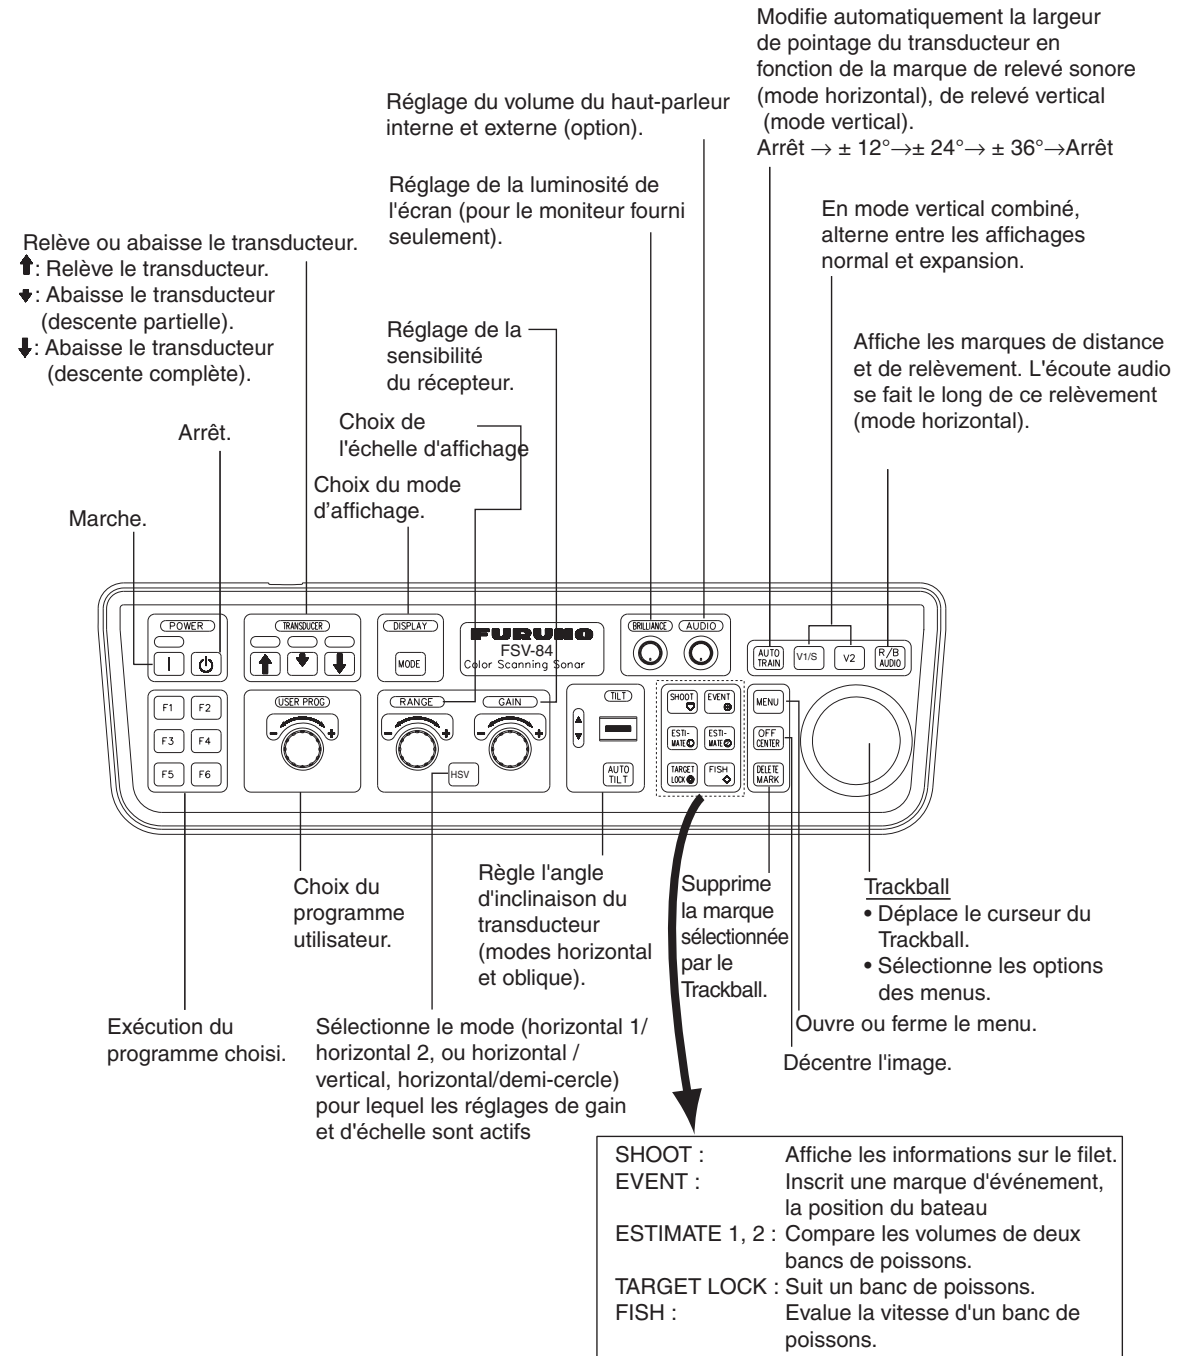 Modifie automatiquement la largeur
de pointage du transducteur en
fonction de la marque de relevé sonore
(mode horizontal), de relevé vertical
(mode vertical).
Arrêt → ± 12°→± 24°→ ± 36°→Arrêt
Réglage du volume du haut-parleur
interne et externe (option).
Réglage de la luminosité de
l'écran (pour le moniteur fourni
seulement).
En mode vertical combiné,
alterne entre les affichages
normal et expansion.
Relève ou abaisse le transducteur.
⬆: Relève le transducteur.
🡇: Abaisse le transducteur
(descente partielle).
⬇: Abaisse le transducteur
(descente complète).
Réglage de la
sensibilité
du récepteur.
Affiche les marques de distance
et de relèvement. L'écoute audio
se fait le long de ce relèvement
(mode horizontal).
Choix de
l'échelle d'affichage
Arrêt.
Choix du mode
d’affichage.
Marche.
POWER
TRANSDUCER
DISPLAY
MODE
FURUNO
FSV-84
Color Scanning Sonar
BRILLIANCE
AUDIO
AUTO
TRAIN
V1/S
V2
R/B
AUDIO
F1 F2
F3 F4
F5 F6
USER PROG
- +
RANGE
- +
GAIN
- +
HSV
TILT
AUTO
TILT
SHOOT
EVENT
ESTI-
MATE①
ESTI-
MATE②
TARGET
LOCK
FISH
MENU
OFF
CENTER
DELETE
MARK
Choix du
programme
utilisateur.
Règle l'angle
d'inclinaison du
transducteur
(modes horizontal
et oblique).
Supprime
la marque
sélectionnée
par le
Trackball.
Trackball
• Déplace le curseur du
Trackball.
• Sélectionne les options
des menus.
Ouvre ou ferme le menu.
Décentre l'image.
Exécution du
programme choisi.
Sélectionne le mode (horizontal 1/
horizontal 2, ou horizontal /
vertical, horizontal/demi-cercle)
pour lequel les réglages de gain
et d'échelle sont actifs
SHOOT : Affiche les informations sur le filet.
EVENT : Inscrit une marque d'événement,
la position du bateau
ESTIMATE 1, 2 : Compare les volumes de deux
bancs de poissons.
TARGET LOCK : Suit un banc de poissons.
FISH : Evalue la vitesse d'un banc de
poissons.